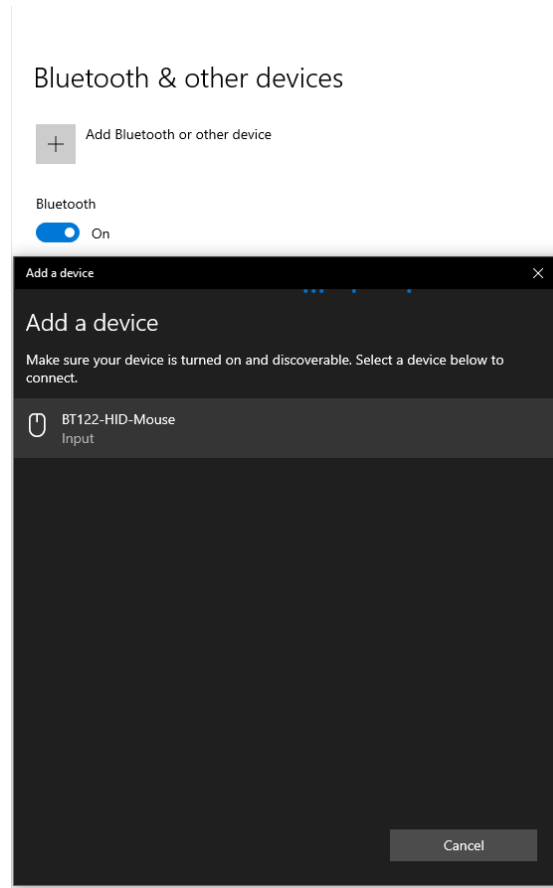 Bluetooth & other devices
Add Bluetooth or other device
Bluetooth
On
Add a device
Add a device
Make sure your device is turned on and discoverable. Select a device below to
connect.
BT122-HID-Mouse
Input
Cancel